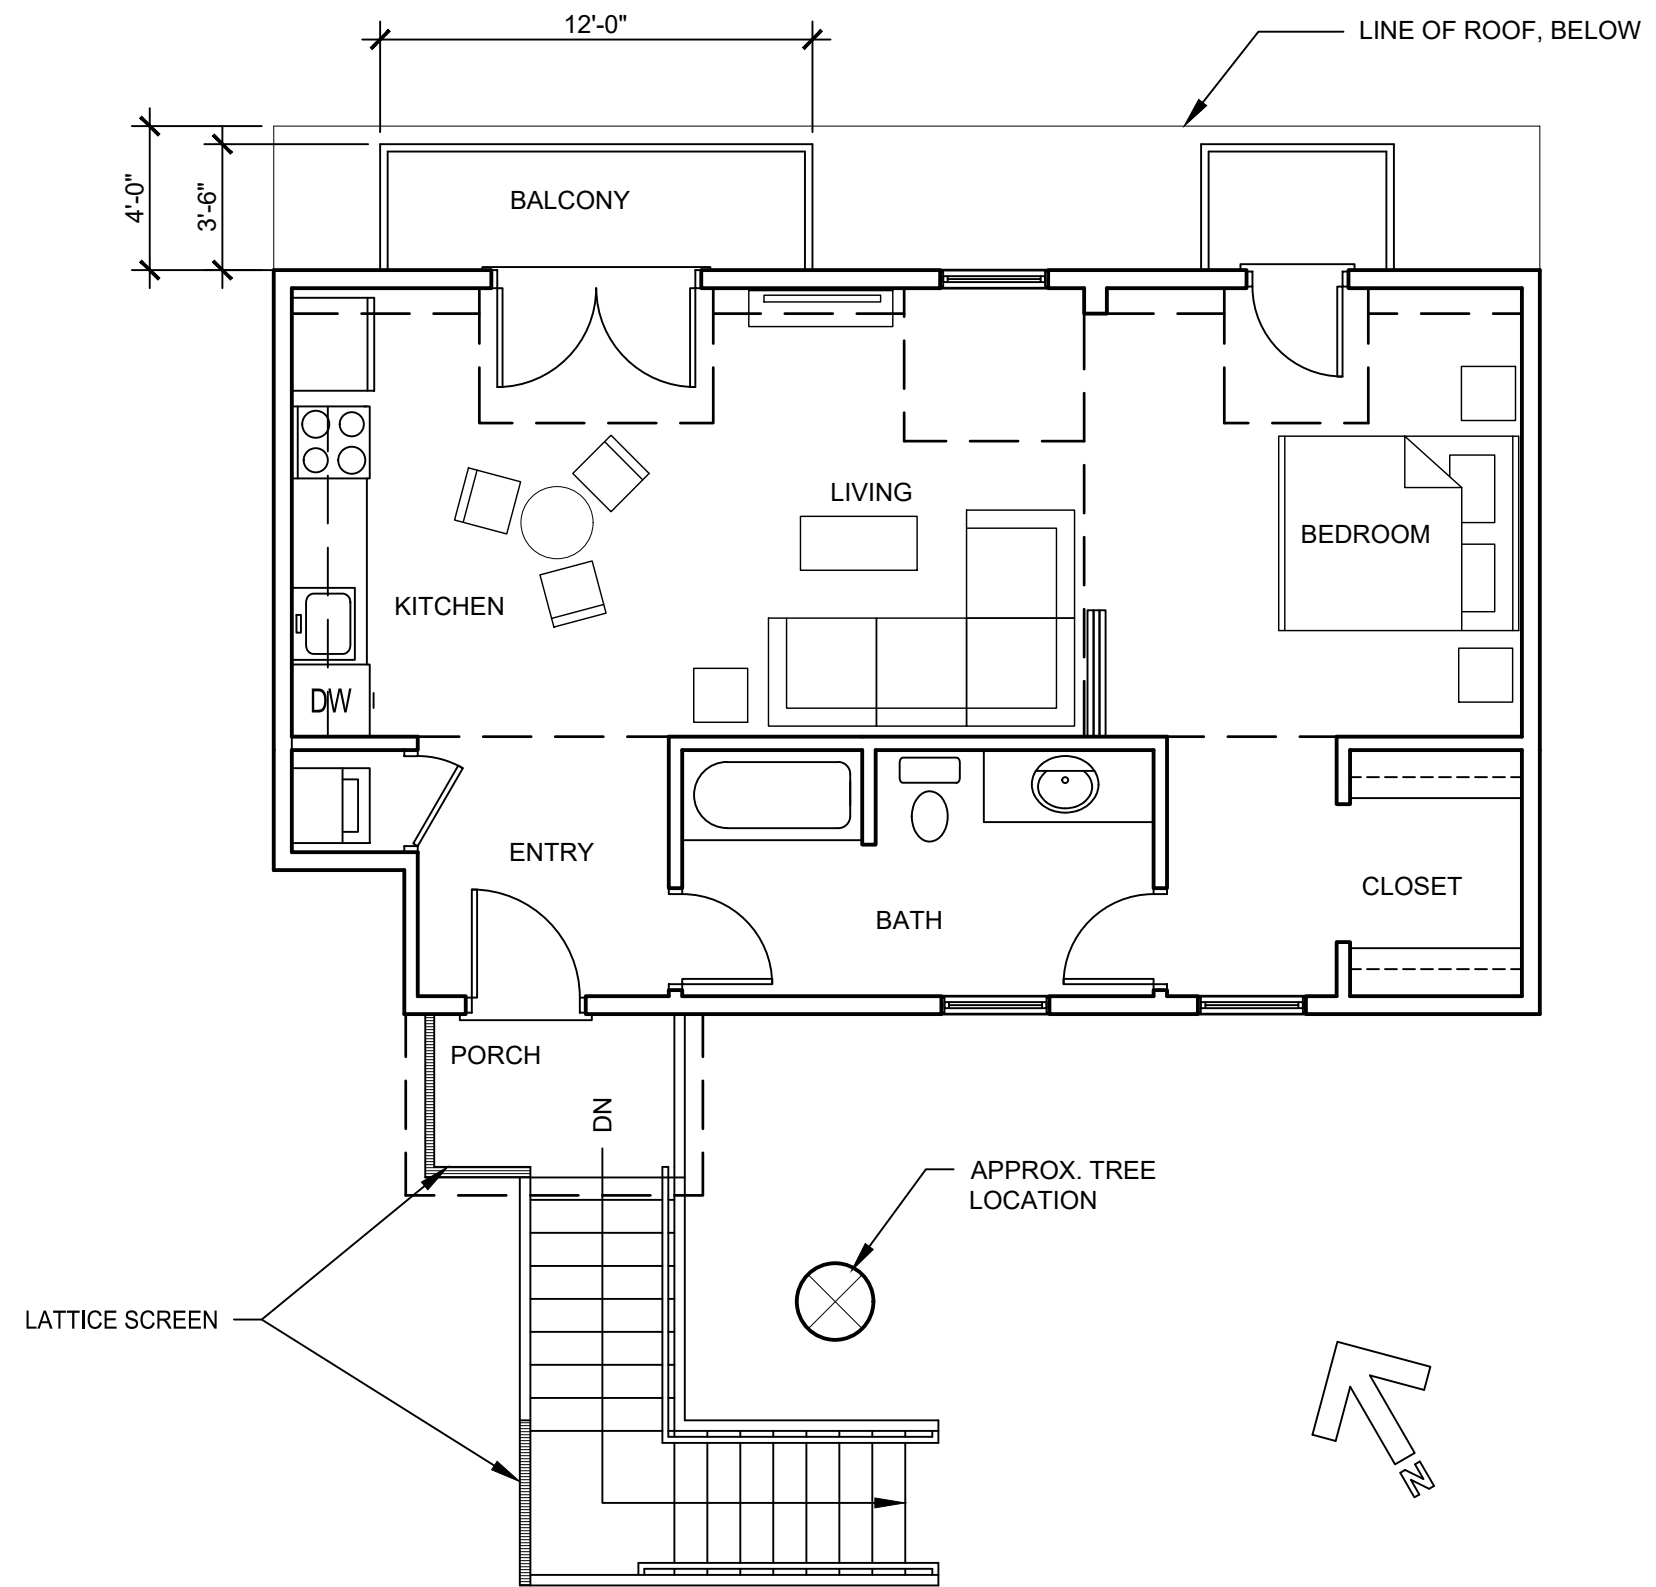 12'-0"
LINE OF ROOF, BELOW
4'-0"
3'-6"
BALCONY
LIVING
BEDROOM
KITCHEN
DW
ENTRY
CLOSET
BATH
PORCH
DN
APPROX. TREE
LOCATION
LATTICE SCREEN
N